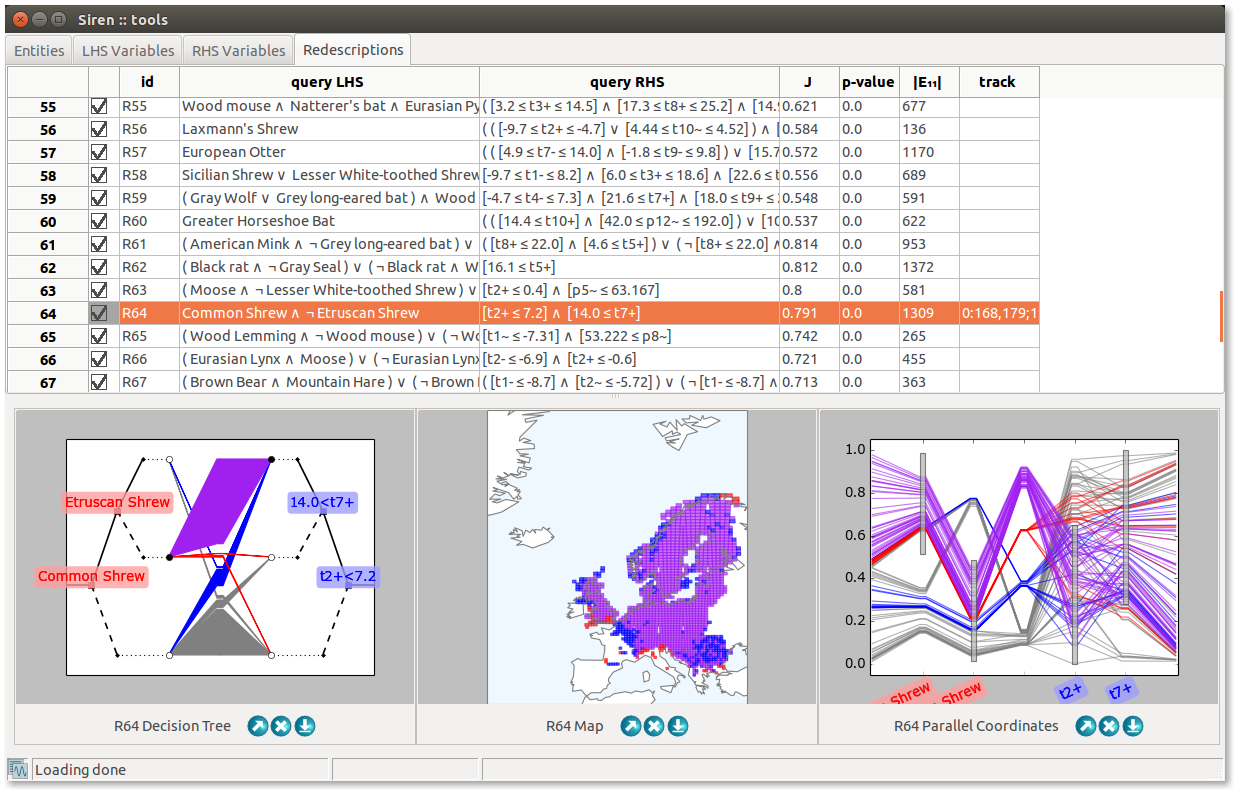 Siren :: tools
Entities LHS Variables RHS Variables Redescriptions
id query LHS query RHS J p-value |E₁₁| track
55 R55 Wood mouse ∧ Natterer's bat ∧ Eurasian Py ( [3.2 ≤ t3+ ≤ 14.5] ∧ [17.3 ≤ t8+ ≤ 25.2] ∧ [14. 0.621 0.0 677
56 R56 Laxmann's Shrew ( ( [-9.7 ≤ t2+ ≤ -4.7] ∨ [4.44 ≤ t10~ ≤ 4.52] ) ∧ [ 0.584 0.0 136
57 R57 European Otter ( ( [4.9 ≤ t7- ≤ 14.0] ∧ [-1.8 ≤ t9- ≤ 9.8] ) ∨ [15.7 0.572 0.0 1170
58 R58 Sicilian Shrew ∨ Lesser White-toothed Shrew [-9.7 ≤ t1- ≤ 8.2] ∧ [6.0 ≤ t3+ ≤ 18.6] ∧ [22.6 ≤ t 0.556 0.0 689
59 R59 ( Gray Wolf ∨ Grey long-eared bat ) ∧ Wood [-4.7 ≤ t4- ≤ 7.3] ∧ [21.6 ≤ t7+] ∧ [18.0 ≤ t9+ ≤ 0.548 0.0 591
60 R60 Greater Horseshoe Bat ( ( [14.4 ≤ t10+] ∧ [42.0 ≤ p12~ ≤ 192.0] ) ∨ [10 0.537 0.0 622
61 R61 ( American Mink ∧ ¬ Grey long-eared bat ) ∨ ( [t8+ ≤ 22.0] ∧ [4.6 ≤ t5+] ) ∨ ( ¬ [t8+ ≤ 22.0] ∧ 0.814 0.0 953
62 R62 ( Black rat ∧ ¬ Gray Seal ) ∨ ( ¬ Black rat ∧ W [16.1 ≤ t5+] 0.812 0.0 1372
63 R63 ( Moose ∧ ¬ Lesser White-toothed Shrew ) ∨ [t2+ ≤ 0.4] ∧ [p5~ ≤ 63.167] 0.8 0.0 581
64 R64 Common Shrew ∧ ¬ Etruscan Shrew [t2+ ≤ 7.2] ∧ [14.0 ≤ t7+] 0.791 0.0 1309 0:168,179;1
65 R65 ( Wood Lemming ∧ ¬ Wood mouse ) ∨ ( ¬ Wo [t1~ ≤ -7.31] ∧ [53.222 ≤ p8~] 0.742 0.0 265
66 R66 ( Eurasian Lynx ∧ Moose ) ∨ ( ¬ Eurasian Lynx [t2- ≤ -6.9] ∧ [t2+ ≤ -0.6] 0.721 0.0 455
67 R67 ( Brown Bear ∧ Mountain Hare ) ∨ ( ¬ Brown ( [t1- ≤ -8.7] ∧ [t2~ ≤ -5.72] ) ∨ ( ¬ [t1- ≤ -8.7] ∧ 0.713 0.0 363
Etruscan Shrew 14.0<t7+
Common Shrew t2+<7.2
R64 Decision Tree
R64 Map
1.0
0.8
0.6
0.4
0.2
0.0
Shrew Shrew t2+ t7+
R64 Parallel Coordinates
Loading done